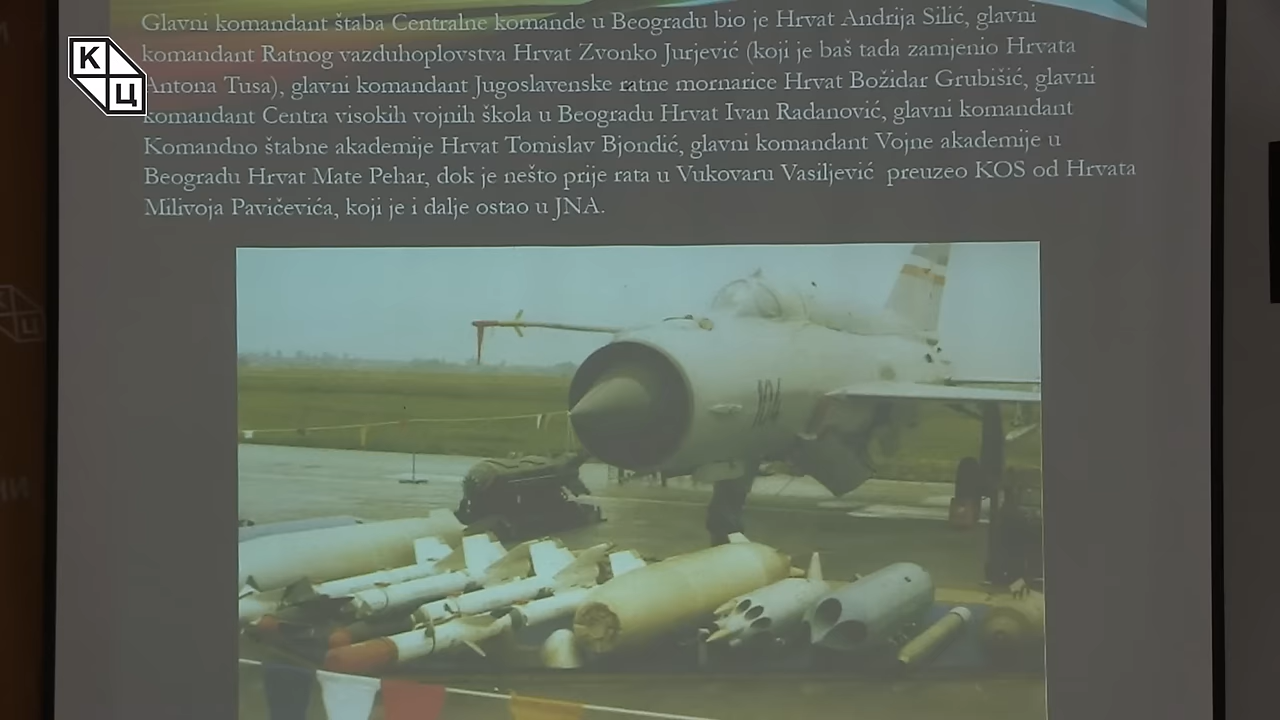 Glavni komandant štaba Centralne komande u Beogradu bio je Hrvat Andrija Silić, glavni
komandant Ratnog vazduhoplovstva Hrvat Zvonko Jurjević (koji je baš tada zamjenio Hrvata
Antona Tusa), glavni komandant Jugoslavenske ratne mornarice Hrvat Božidar Grubišić, glavni
komandant Centra visokih vojnih škola u Beogradu Hrvat Ivan Radanović, glavni komandant
Komandno štabne akademije Hrvat Tomislav Bjondić, glavni komandant Vojne akademije u
Beogradu Hrvat Mate Pehar, dok je nešto prije rata u Vukovaru Vasiljević preuzeo KOS od Hrvata
Milivoja Pavičevića, koji je i dalje ostao u JNA.
К
Ц
104